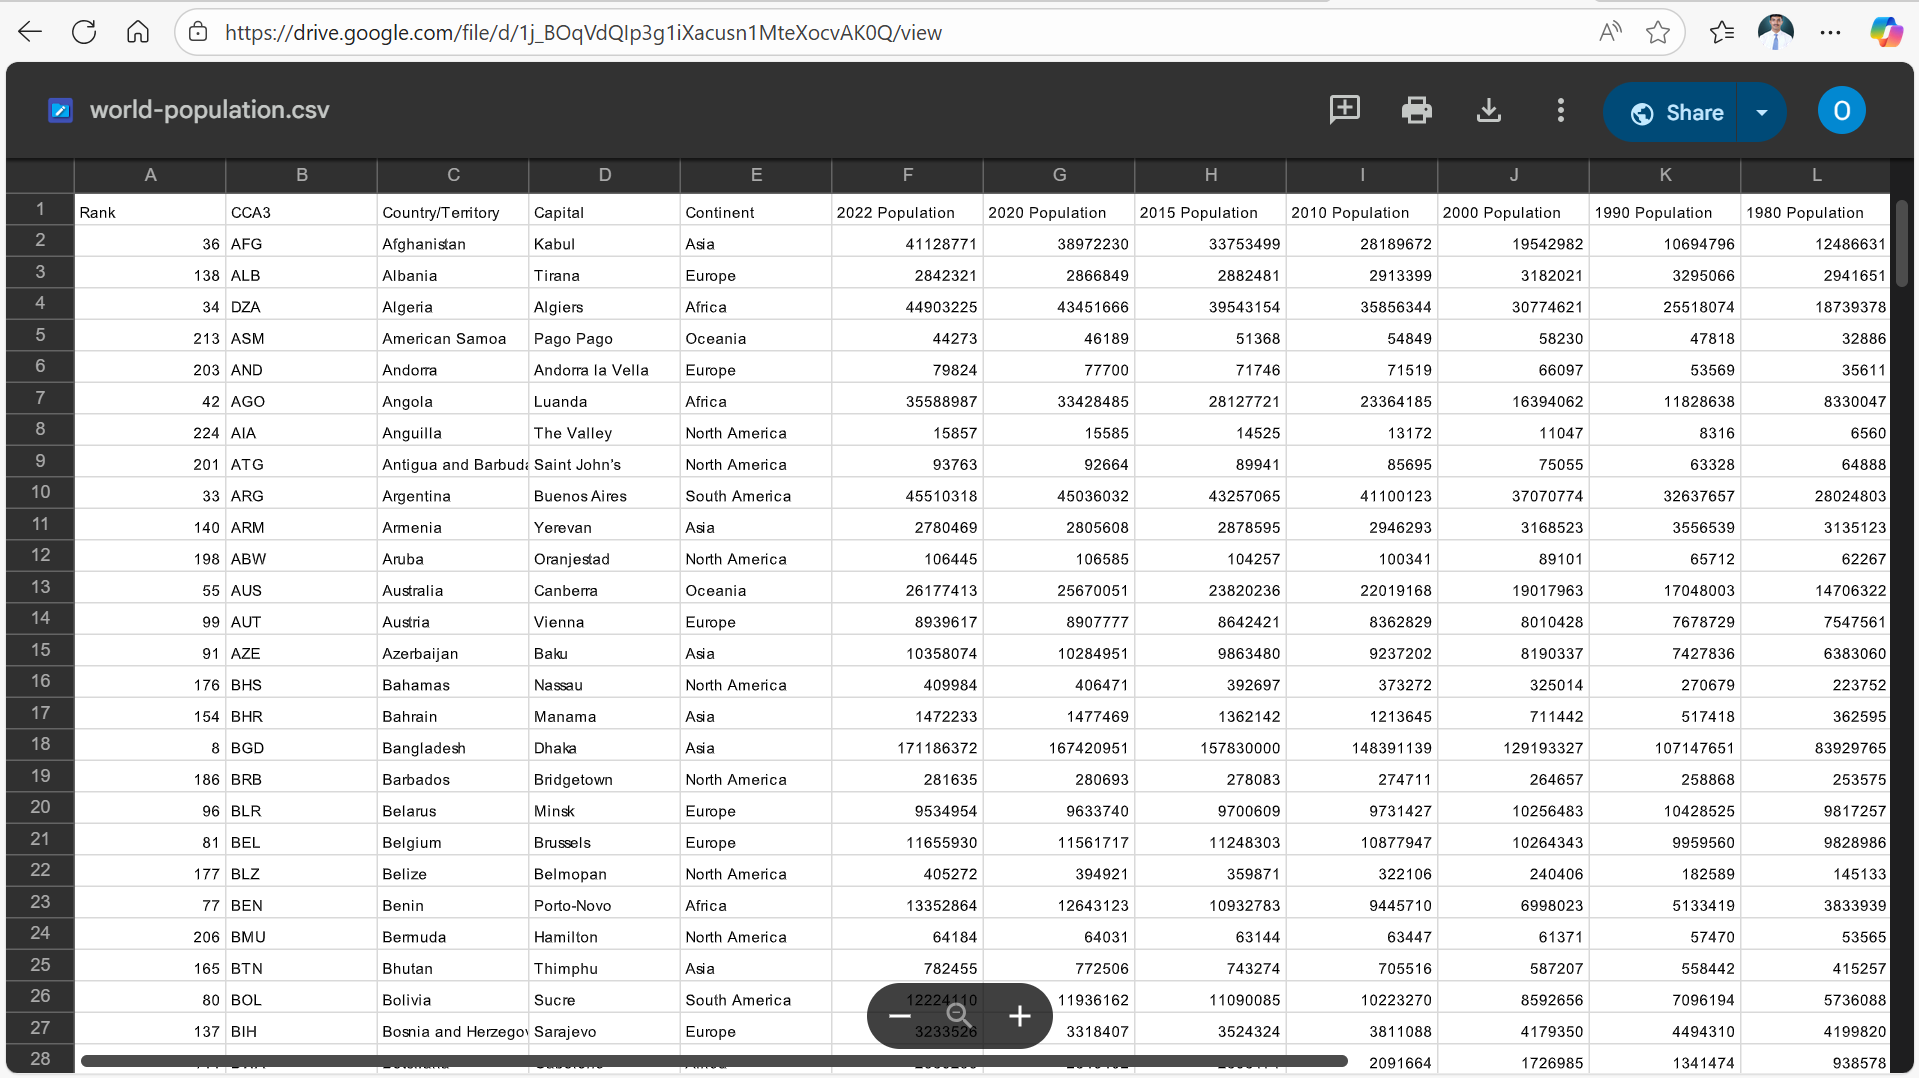 https://drive.google.com/file/d/1j_BOqVdQIp3g1iXacusn1MteXocvAK0Q/view
world-population.csv
Share
O
A B C D E F G H I J K L
1 Rank CCA3 Country/Territory Capital Continent 2022 Population 2020 Population 2015 Population 2010 Population 2000 Population 1990 Population 1980 Population
2 36 AFG Afghanistan Kabul Asia 41128771 38972230 33753499 28189672 19542982 10694796 12486631
3 138 ALB Albania Tirana Europe 2842321 2866849 2882481 2913399 3182021 3295066 2941651
4 34 DZA Algeria Algiers Africa 44903225 43451666 39543154 35856344 30774621 25518074 18739378
5 213 ASM American Samoa Pago Pago Oceania 44273 46189 51368 54849 58230 47818 32886
6 203 AND Andorra Andorra la Vella Europe 79824 77700 71746 71519 66097 53569 35611
7 42 AGO Angola Luanda Africa 35588987 33428485 28127721 23364185 16394062 11828638 8330047
8 224 AIA Anguilla The Valley North America 15857 15585 14525 13172 11047 8316 6560
9 201 ATG Antigua and Barbuda Saint John's North America 93763 92664 89941 85695 75055 63328 64888
10 33 ARG Argentina Buenos Aires South America 45510318 45036032 43257065 41100123 37070774 32637657 28024803
11 140 ARM Armenia Yerevan Asia 2780469 2805608 2878595 2946293 3168523 3556539 3135123
12 198 ABW Aruba Oranjestad North America 106445 106585 104257 100341 89101 65712 62267
13 55 AUS Australia Canberra Oceania 26177413 25670051 23820236 22019168 19017963 17048003 14706322
14 99 AUT Austria Vienna Europe 8939617 8907777 8642421 8362829 8010428 7678729 7547561
15 91 AZE Azerbaijan Baku Asia 10358074 10284951 9863480 9237202 8190337 7427836 6383060
16 176 BHS Bahamas Nassau North America 409984 406471 392697 373272 325014 270679 223752
17 154 BHR Bahrain Manama Asia 1472233 1477469 1362142 1213645 711442 517418 362595
18 8 BGD Bangladesh Dhaka Asia 171186372 167420951 157830000 148391139 129193327 107147651 83929765
19 186 BRB Barbados Bridgetown North America 281635 280693 278083 274711 264657 258868 253575
20 96 BLR Belarus Minsk Europe 9534954 9633740 9700609 9731427 10256483 10428525 9817257
21 81 BEL Belgium Brussels Europe 11655930 11561717 11248303 10877947 10264343 9959560 9828986
22 177 BLZ Belize Belmopan North America 405272 394921 359871 322106 240406 182589 145133
23 77 BEN Benin Porto-Novo Africa 13352864 12643123 10932783 9445710 6998023 5133419 3833939
24 206 BMU Bermuda Hamilton North America 64184 64031 63144 63447 61371 57470 53565
25 165 BTN Bhutan Thimphu Asia 782455 772506 743274 705516 587207 558442 415257
26 80 BOL Bolivia Sucre South America 12224110 11936162 11090085 10223270 8592656 7096194 5736088
27 137 BIH Bosnia and Herzegov Sarajevo Europe 3233526 3318407 3524324 3811088 4179350 4494310 4199820
28 2091664 1726985 1341474 938578